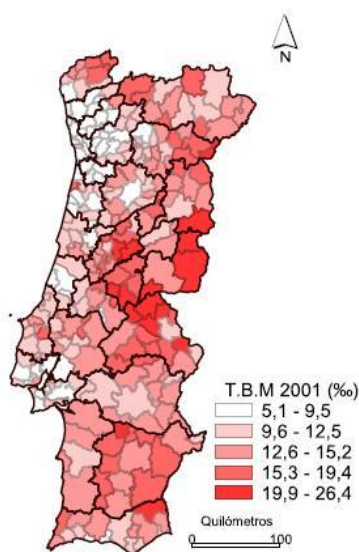 N
T.B.M 2001 (‰)
5,1 - 9,5
9,6 - 12,5
12,6 - 15,2
15,3 - 19,4
19,9 - 26,4
Quilómetros
0 100